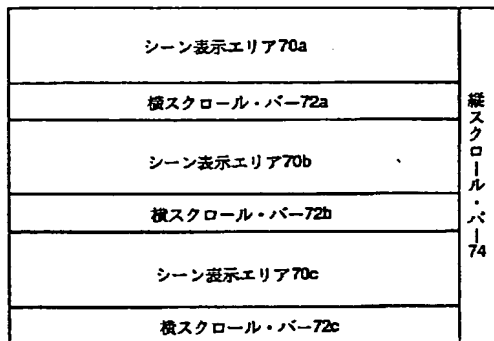 シーン表示エリア70a
横スクロール・バー72a
シーン表示エリア70b
横スクロール・バー72b
シーン表示エリア70c
横スクロール・バー72c
縦スクロール・バー74